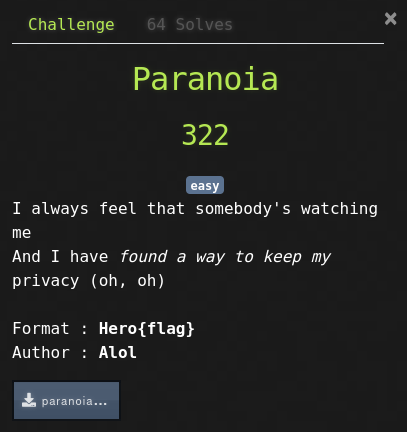 Challenge 64 Solves
Paranoia
322
easy
I always feel that somebody's watching
me
And I have found a way to keep my
privacy (oh, oh)
Format : Hero{flag}
Author : Alol
paranoia...